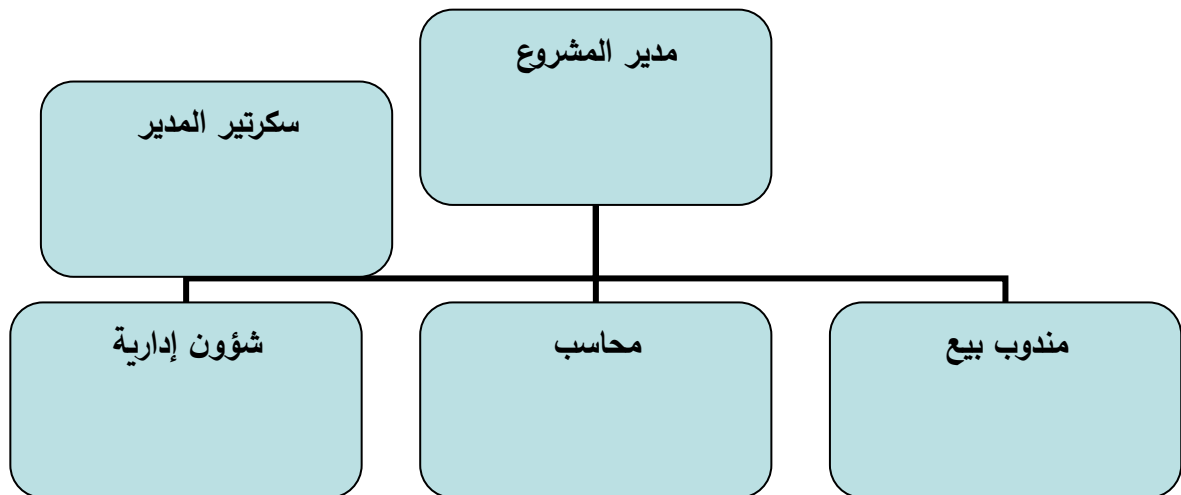 مدير المشروع
سكرتير المدير
مندوب بيع
محاسب
شؤون إدارية